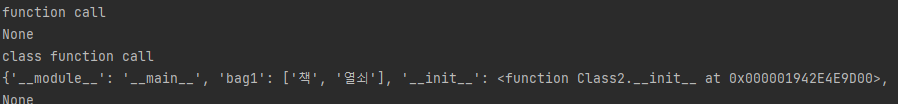 function call
None
class function call
{'__module__': '__main__', 'bag1': ['책', '열쇠'], '__init__': <function Class2.__init__ at 0x000001942E4E9D00>,
None